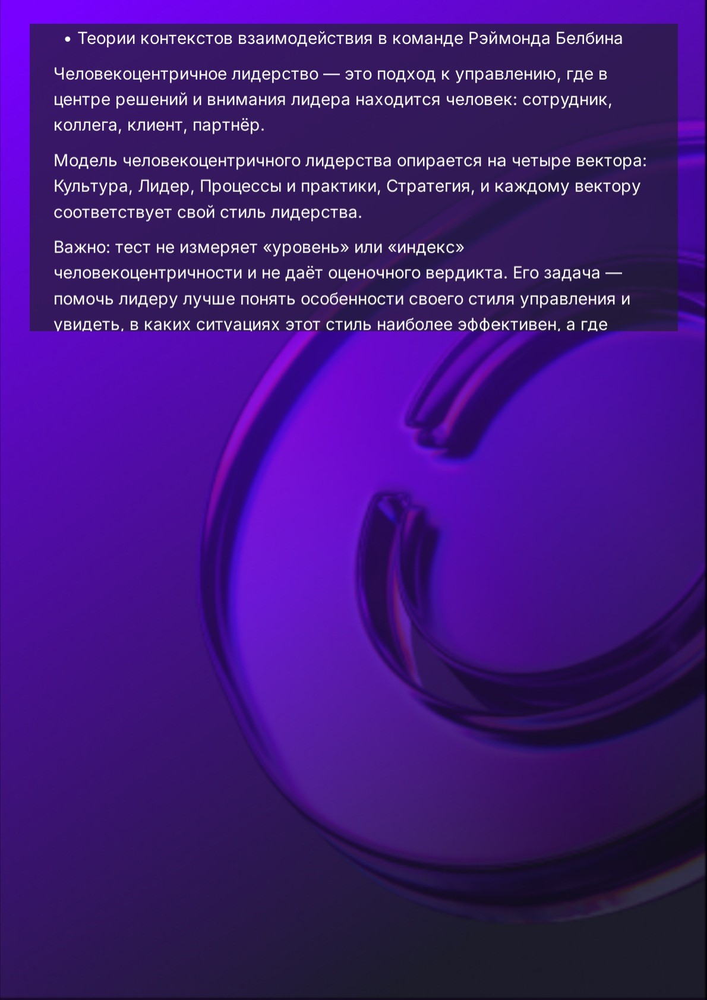 • Теории контекстов взаимодействия в команде Рэймонда Белбина
Человекоцентричное лидерство — это подход к управлению, где в
центре решений и внимания лидера находится человек: сотрудник,
коллега, клиент, партнёр.
Модель человекоцентричного лидерства опирается на четыре вектора:
Культура, Лидер, Процессы и практики, Стратегия, и каждому вектору
соответствует свой стиль лидерства.
Важно: тест не измеряет «уровень» или «индекс»
человекоцентричности и не даёт оценочного вердикта. Его задача —
помочь лидеру лучше понять особенности своего стиля управления и
увидеть, в каких ситуациях этот стиль наиболее эффективен, а где